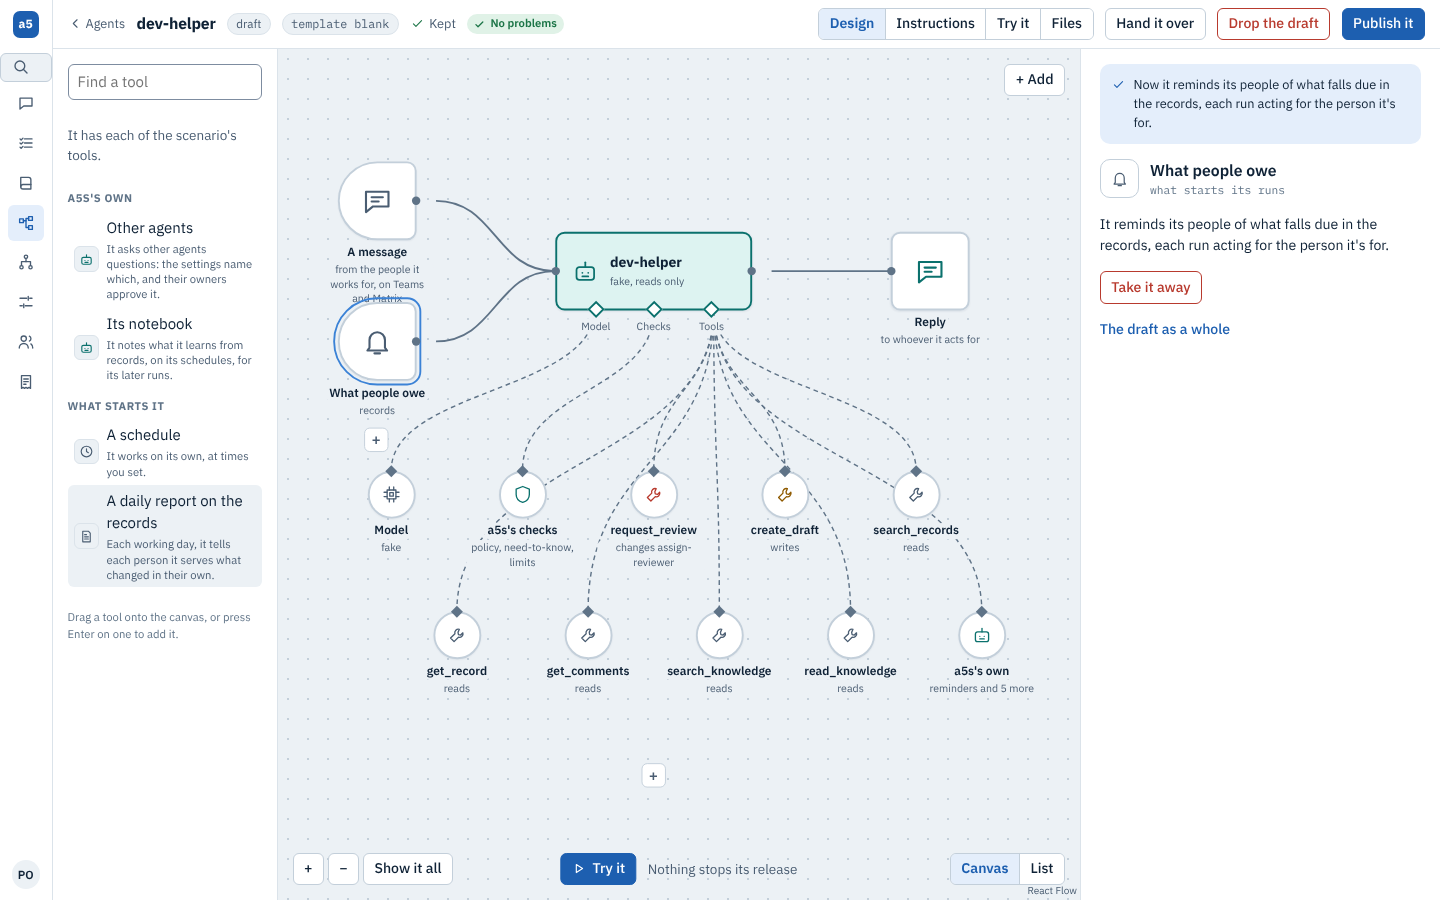 a5
Agents
dev-helper
draft
template blank
Kept
No problems
Design
Instructions
Try it
Files
Hand it over
Drop the draft
Publish it
Find a tool
It has each of the scenario's
tools.
A5S'S OWN
Other agents
It asks other agents
questions: the settings name
which, and their owners
approve it.
Its notebook
It notes what it learns from
records, on its schedules, for
its later runs.
WHAT STARTS IT
A schedule
It works on its own, at times
you set.
A daily report on the
records
Each working day, it tells
each person it serves what
changed in their own.
Drag a tool onto the canvas, or press
Enter on one to add it.
PO
+ Add
A message
from the people it
works for, on Teams
and Matrix
What people owe
records
+
dev-helper
fake, reads only
Model
Checks
Tools
Reply
to whoever it acts for
Model
fake
a5s's checks
policy, need-to-know,
limits
request_review
changes assign-
reviewer
create_draft
writes
search_records
reads
get_record
reads
get_comments
reads
search_knowledge
reads
read_knowledge
reads
a5s's own
reminders and 5 more
+
+
−
Show it all
Try it
Nothing stops its release
Canvas
List
React Flow
Now it reminds its people of what falls due in
the records, each run acting for the person it's
for.
What people owe
what starts its runs
It reminds its people of what falls due in the
records, each run acting for the person it's for.
Take it away
The draft as a whole